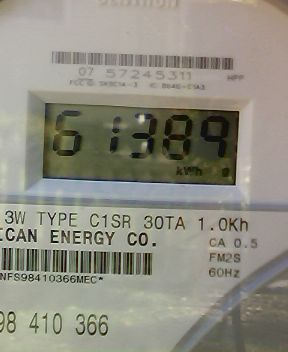 07 57245311
61389
kWh
3W TYPE C1SR 30TA 1.0Kh
ICAN ENERGY CO.
CA 0.5
FM2S
60Hz
NFS98410366MEC*
98 410 366